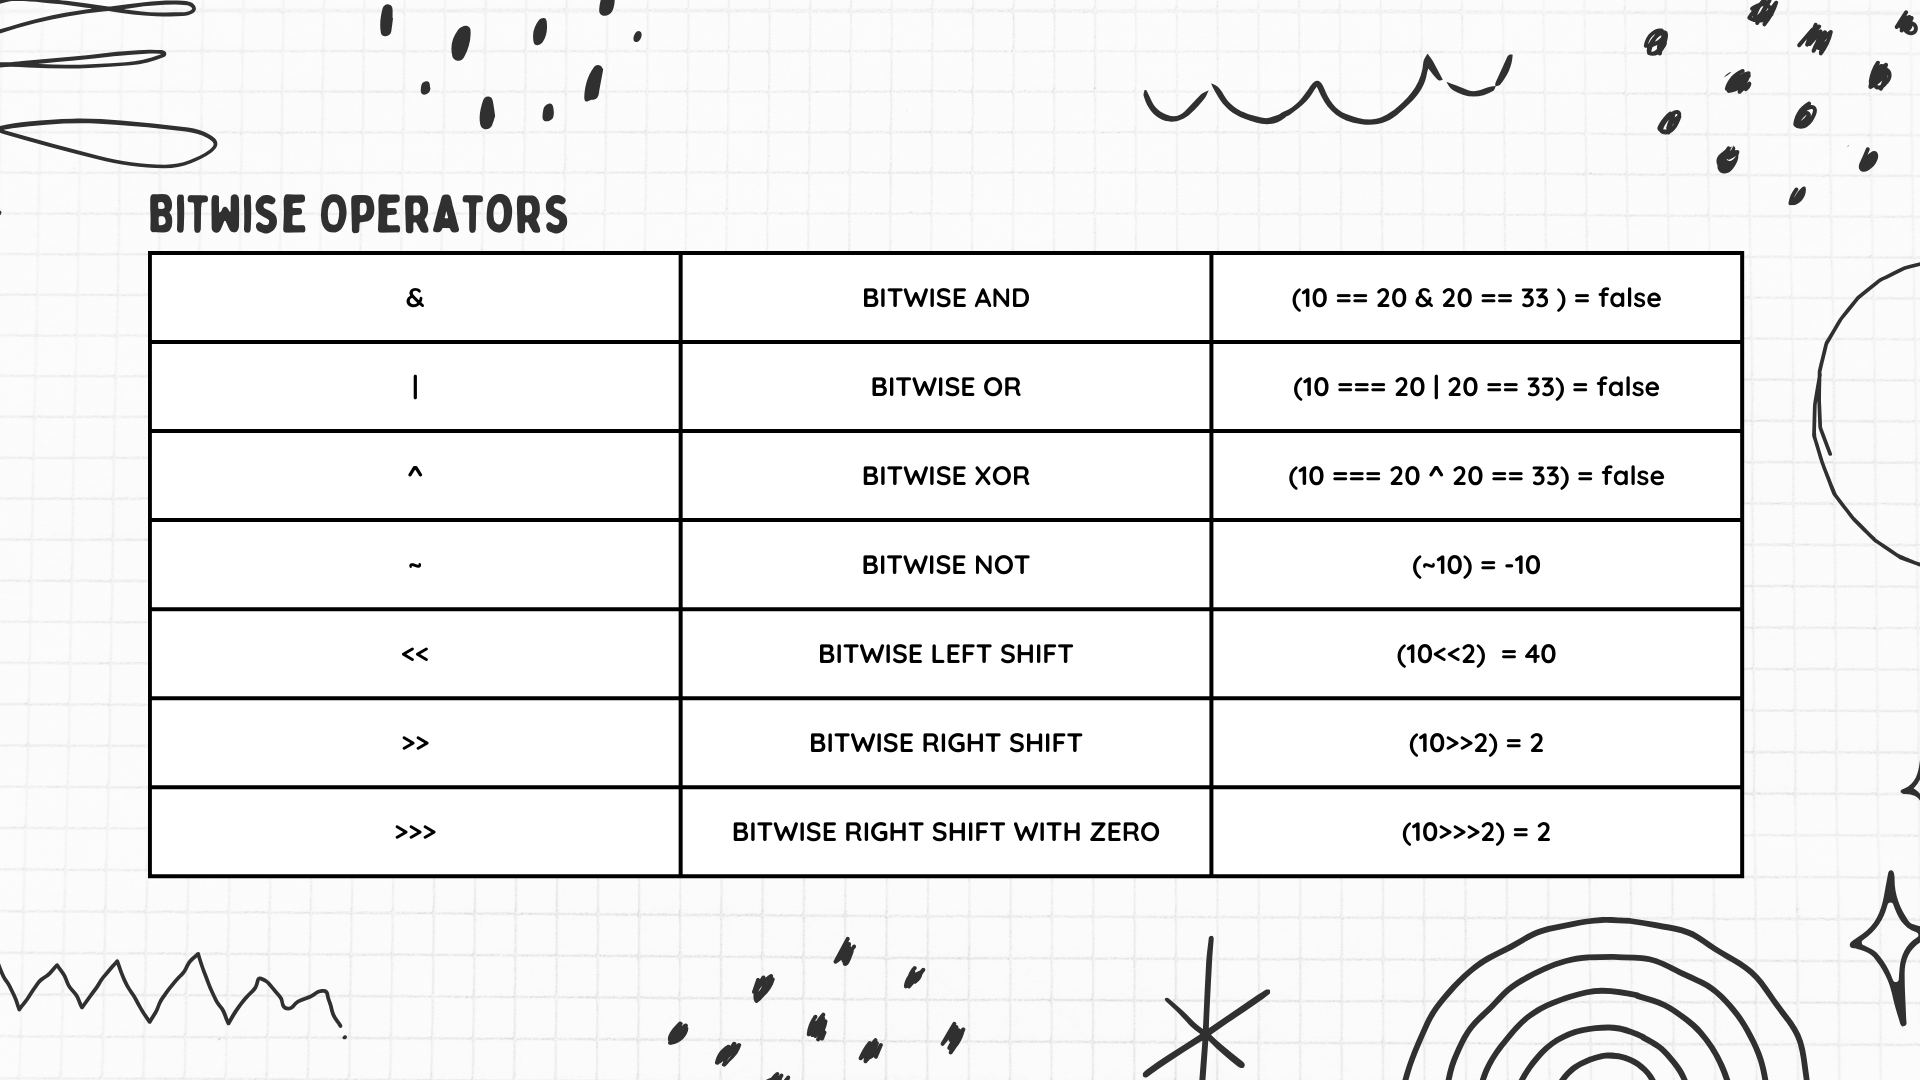 BITWISE OPERATORS
& BITWISE AND (10 == 20 & 20 == 33 ) = false
| BITWISE OR (10 === 20 | 20 == 33) = false
^ BITWISE XOR (10 === 20 ^ 20 == 33) = false
~ BITWISE NOT (~10) = -10
<< BITWISE LEFT SHIFT (10<<2)  = 40
>> BITWISE RIGHT SHIFT (10>>2) = 2
>>> BITWISE RIGHT SHIFT WITH ZERO (10>>>2) = 2